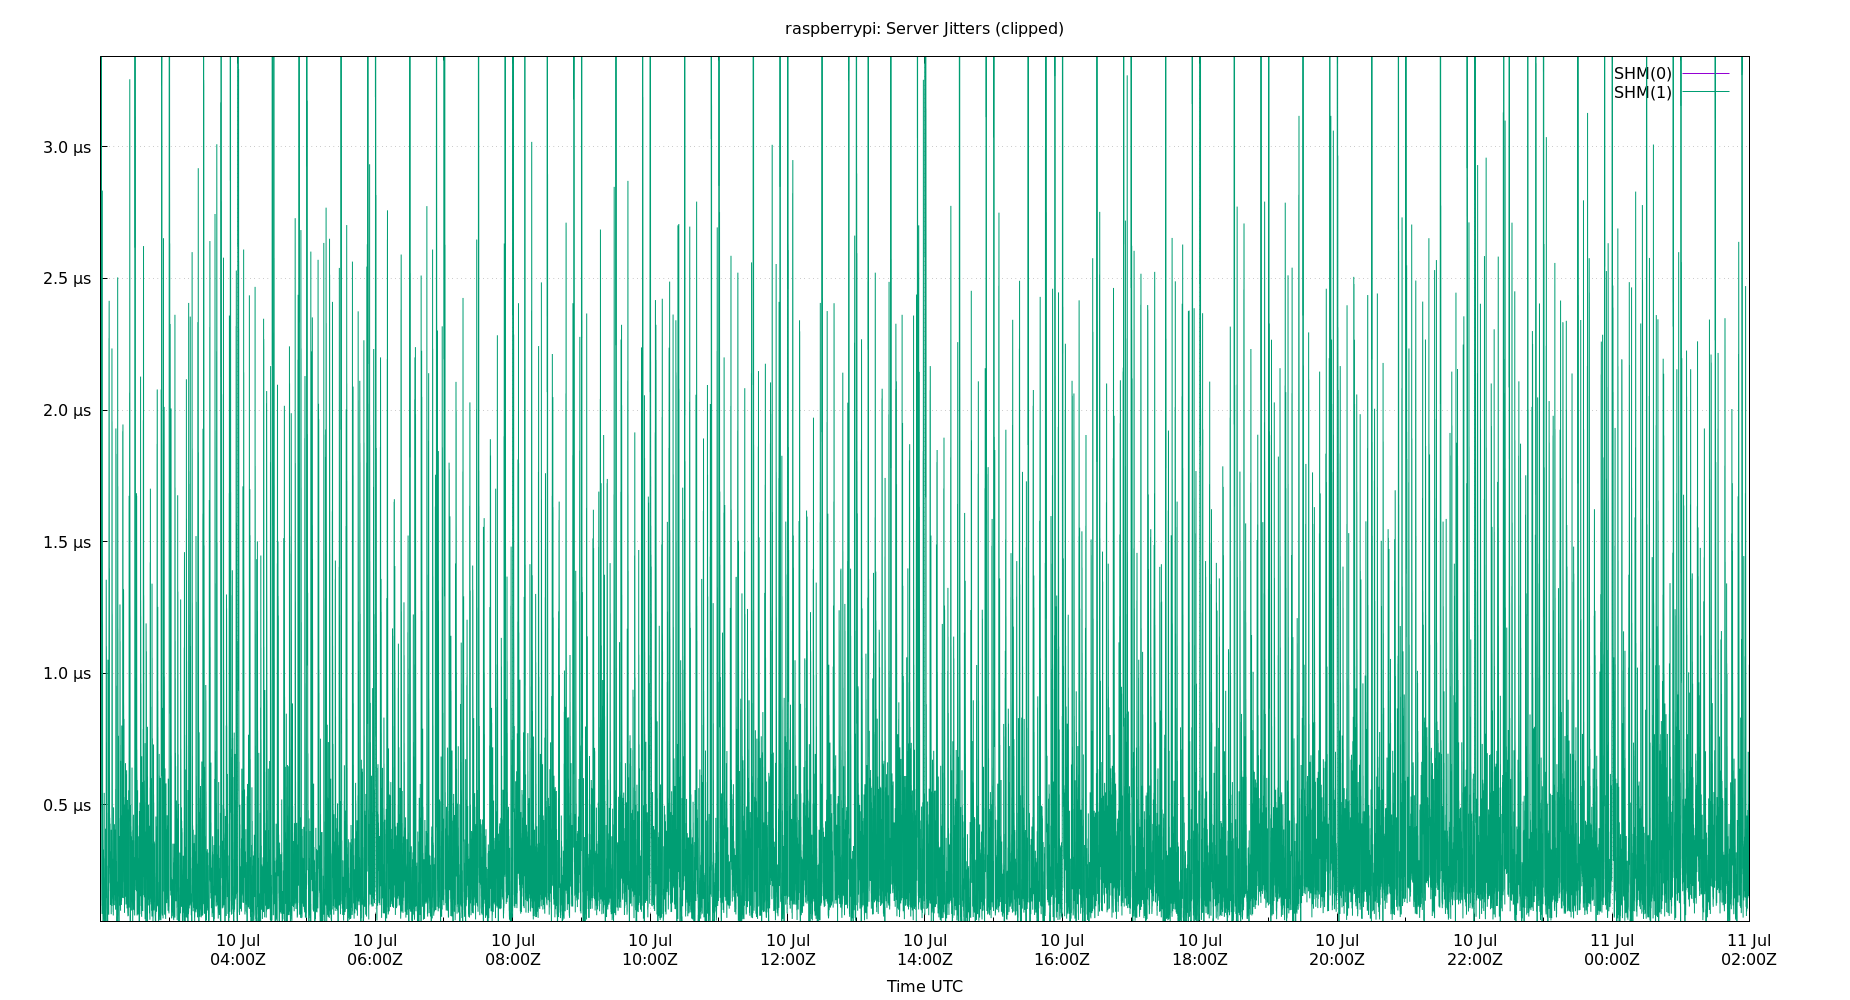 raspberrypi: Server Jitters (clipped)
SHM(0)
SHM(1)
3.0 μs
2.5 μs
2.0 μs
1.5 μs
1.0 μs
0.5 μs
10 Jul 10 Jul 10 Jul 10 Jul 10 Jul 10 Jul 10 Jul 10 Jul 10 Jul 10 Jul 11 Jul 11 Jul
04:00Z 06:00Z 08:00Z 10:00Z 12:00Z 14:00Z 16:00Z 18:00Z 20:00Z 22:00Z 00:00Z 02:00Z
Time UTC